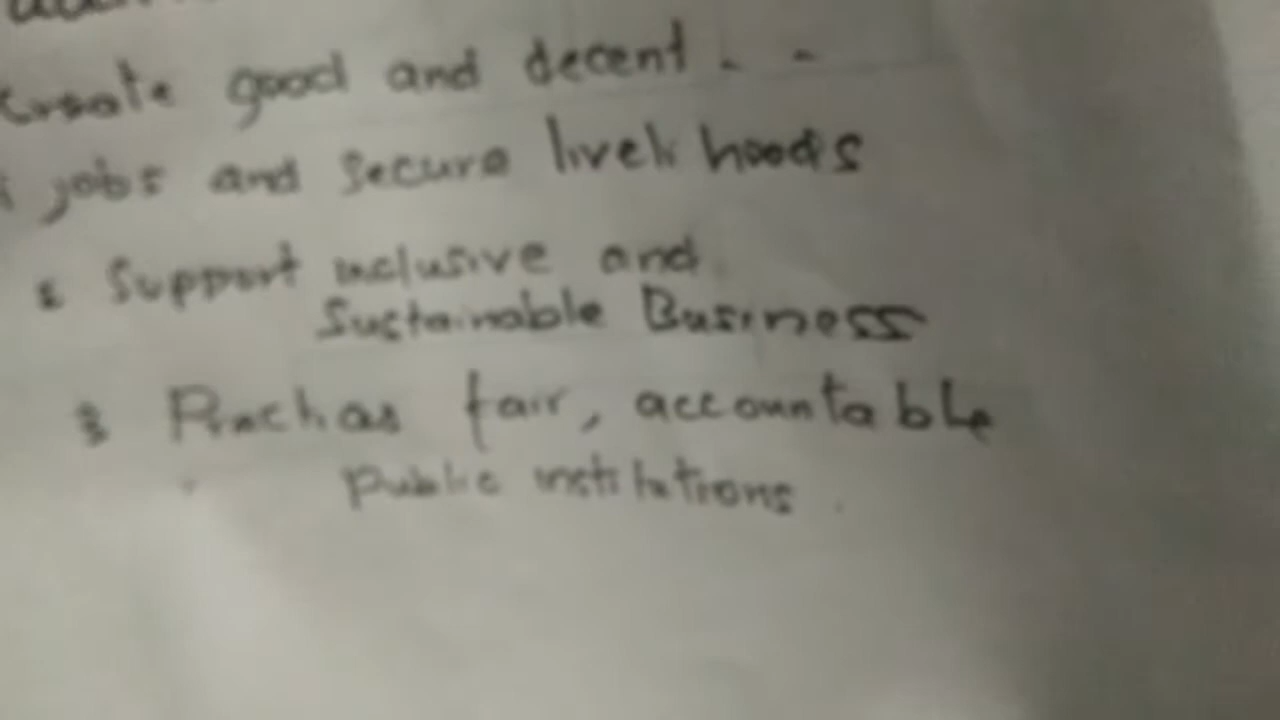 Create good and decent . .
jobs and secure livelihoods
Support inclusive and
Sustainable Business
fair, accountable
public institutions .